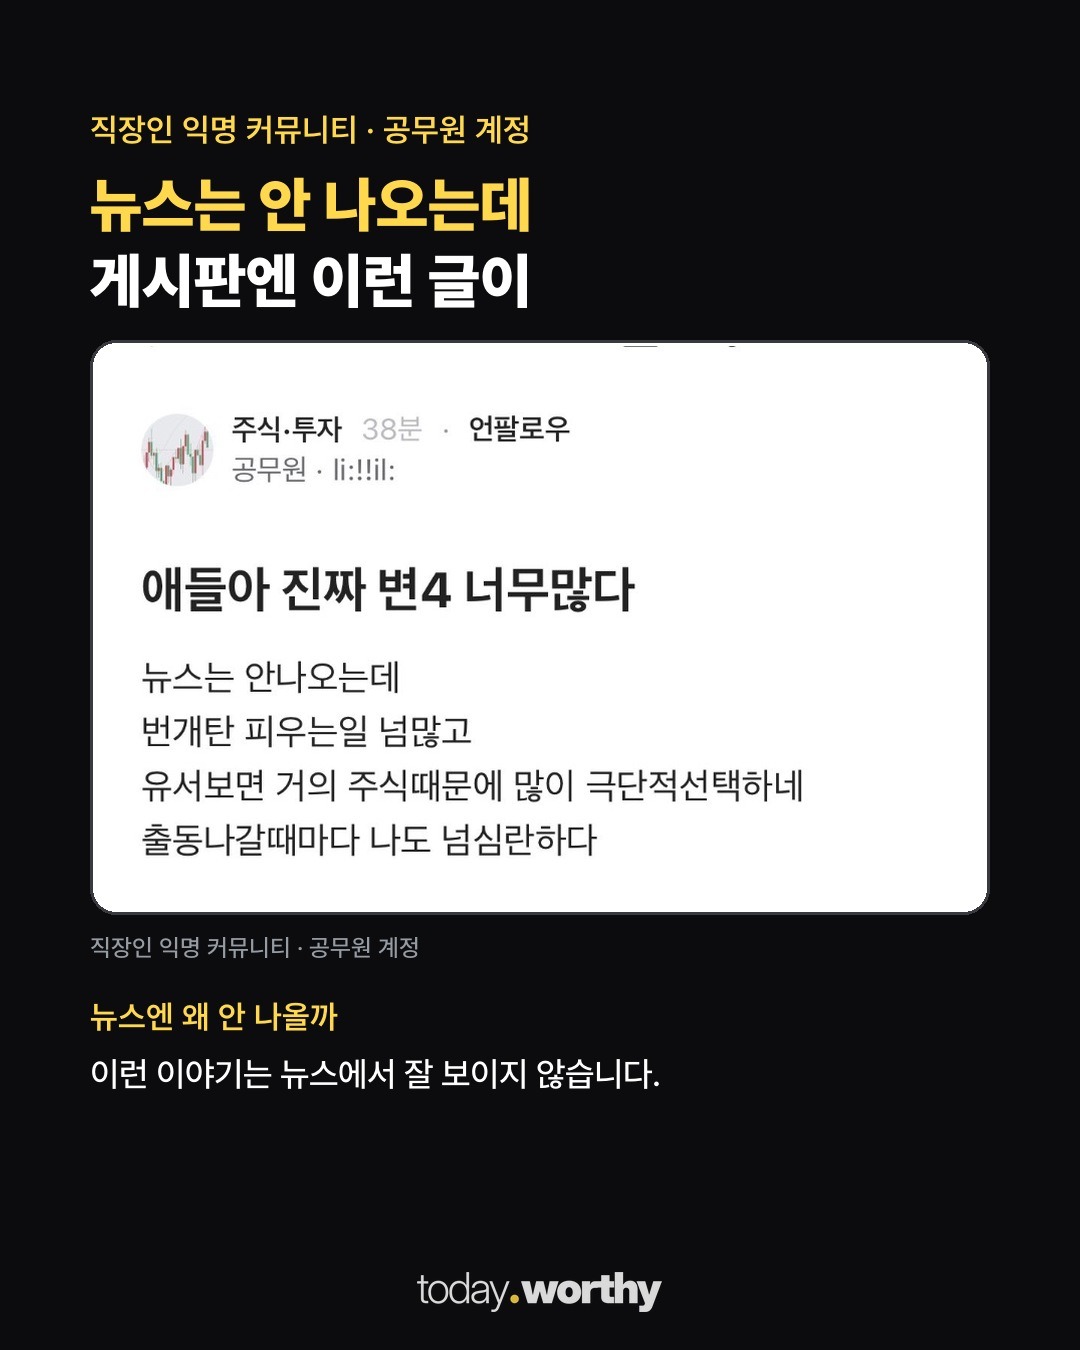 직장인 익명 커뮤니티 · 공무원 계정
뉴스는 안 나오는데
게시판엔 이런 글이
주식·투자 38분 · 언팔로우
공무원 · li:!!il:
애들아 진짜 변4 너무많다
뉴스는 안나오는데
번개탄 피우는일 넘많고
유서보면 거의 주식때문에 많이 극단적선택하네
출동나갈때마다 나도 넘심란하다
직장인 익명 커뮤니티 · 공무원 계정
뉴스엔 왜 안 나올까
이런 이야기는 뉴스에서 잘 보이지 않습니다.
today.worthy